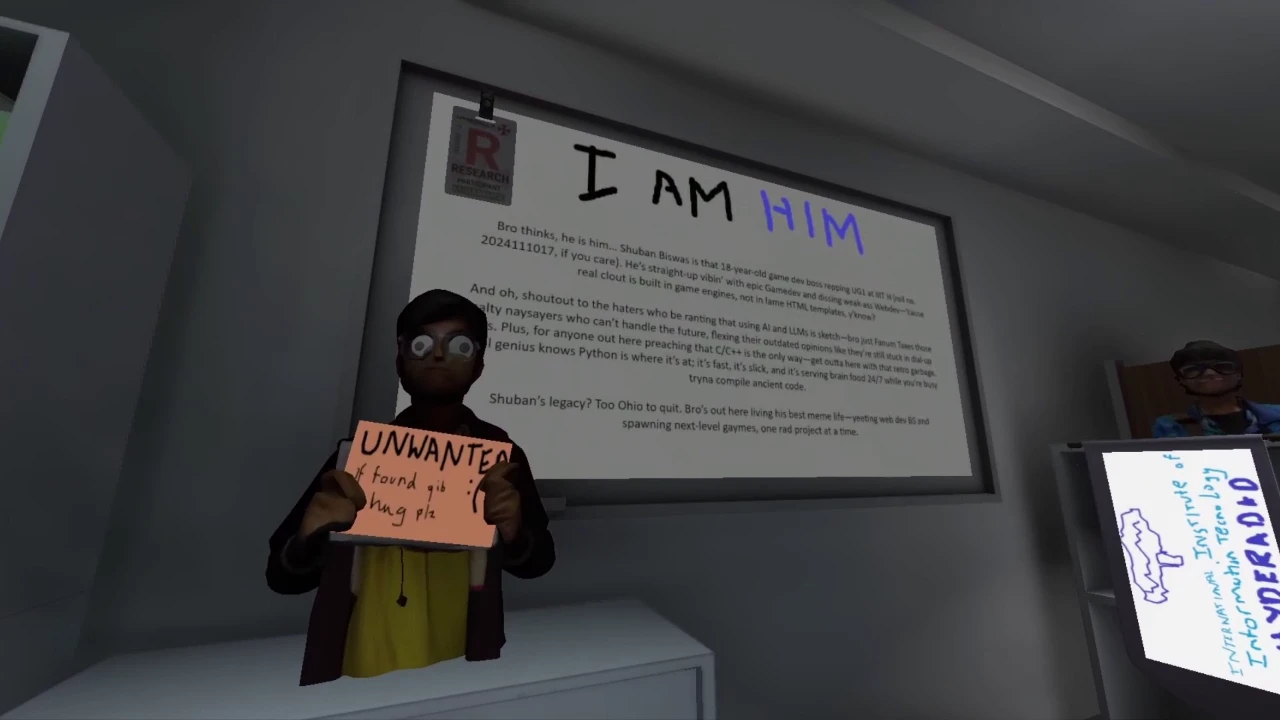 R
RESEARCH
PARTICIPANT
I AM HIM
Bro thinks, he is him... Shuban Biswas is that 18-year-old game dev boss repping UG1 at IIIT H (roll no.
2024111017, if you care). He's straight-up vibin' with epic Gamedev and dissing weak-ass Webdev—'cause
real clout is built in game engines, not in lame HTML templates, y'know?
And oh, shoutout to the haters who be ranting that using AI and LLMs is sketch—bro just Fanum Taxes those
alty naysayers who can't handle the future, flexing their outdated opinions like they're still stuck in dial-up
s. Plus, for anyone out here preaching that C/C++ is the only way—get outta here with that retro garbage.
l genius knows Python is where it's at; it's fast, it's slick, and it's serving brain food 24/7 while you're busy
tryna compile ancient code.
Shuban's legacy? Too Ohio to quit. Bro's out here living his best meme life—yeeting web dev BS and
spawning next-level gaymes, one rad project at a time.
UNWANTED
if found gib :(
hug plz
INTERNATIONAL INSTITUTE of
Informatin Tecnology
HYDERABAD